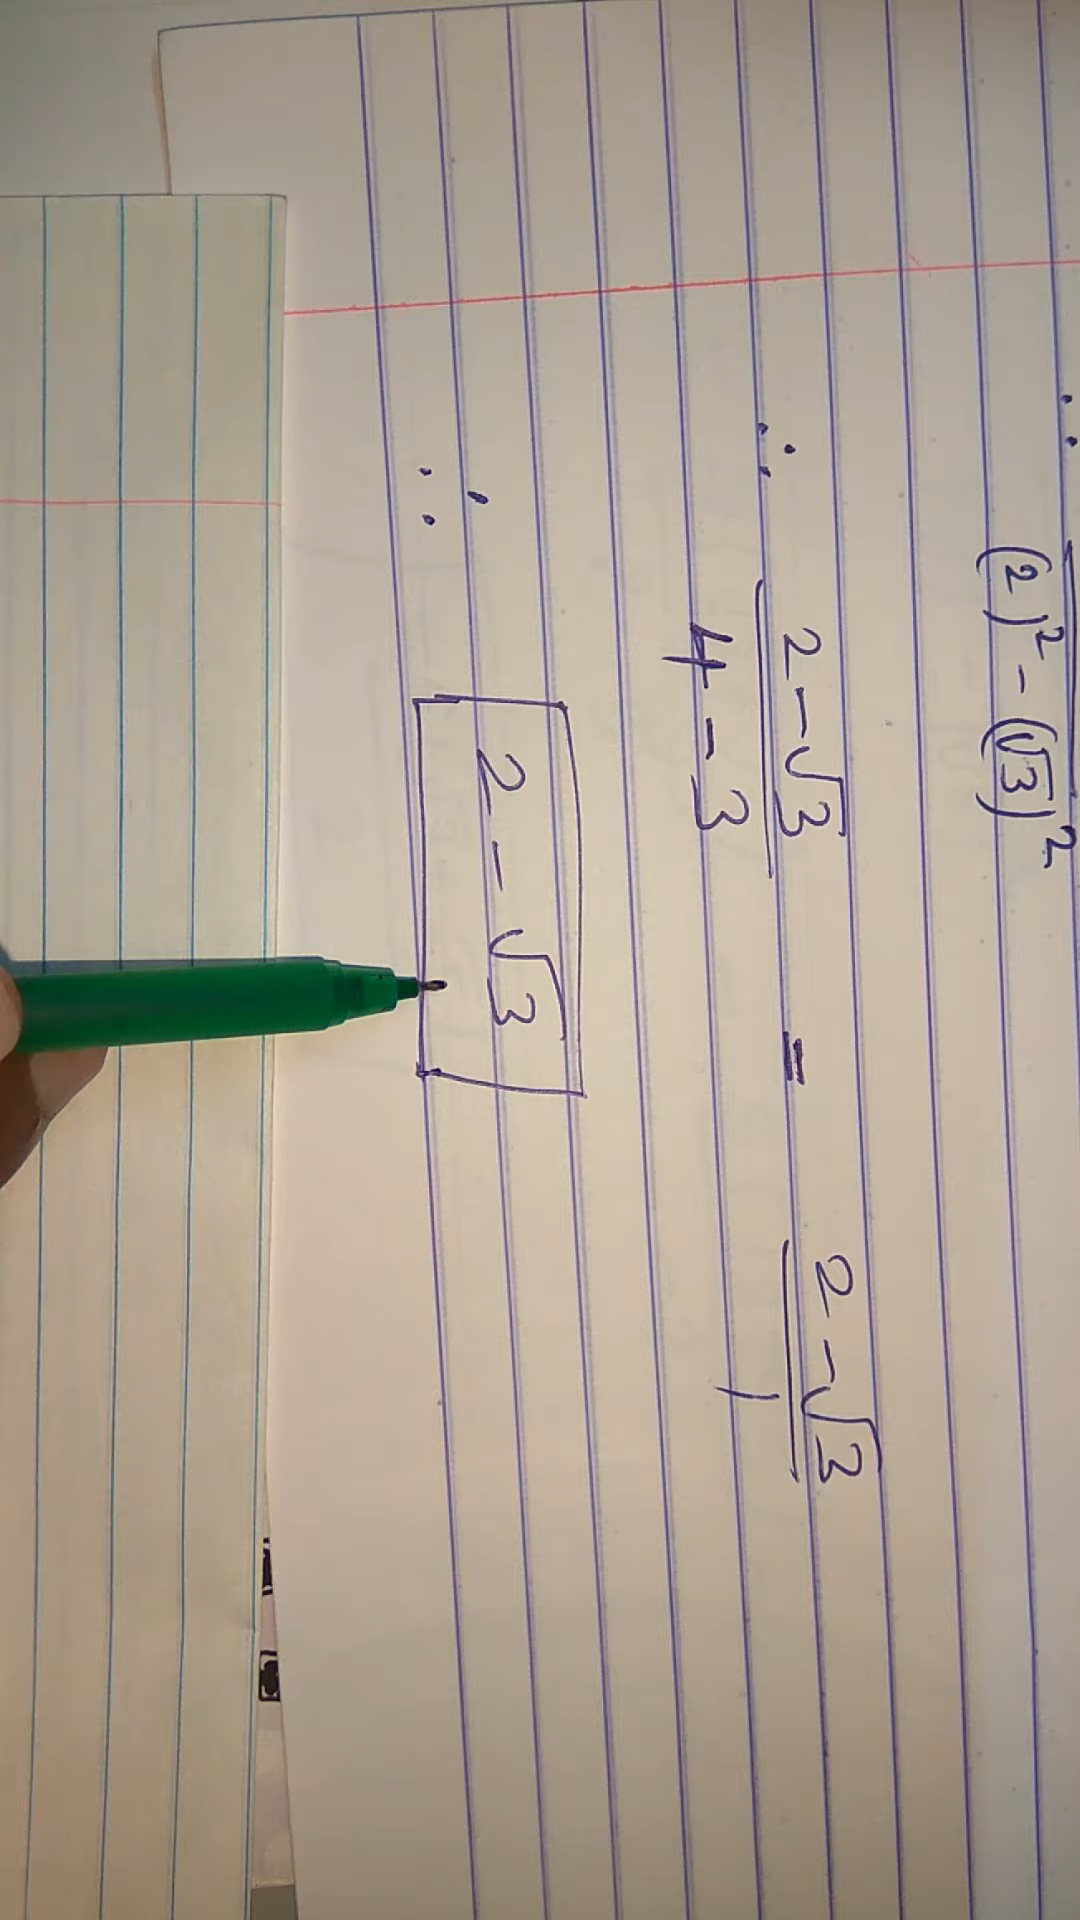 ∴ (2)² - (√3)²
∴ 2-√3 / 4-3 = 2-√3 / 1
∴ 2-√3